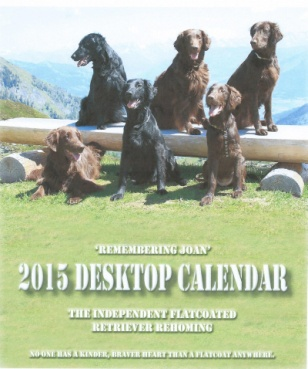 'REMEMBERING JOAN'
2015 DESKTOP CALENDAR
THE INDEPENDENT FLATCOATED
RETRIEVER REHOMING
NO ONE HAS A KINDER, BRAVER HEART THAN A FLATCOAT ANYWHERE.